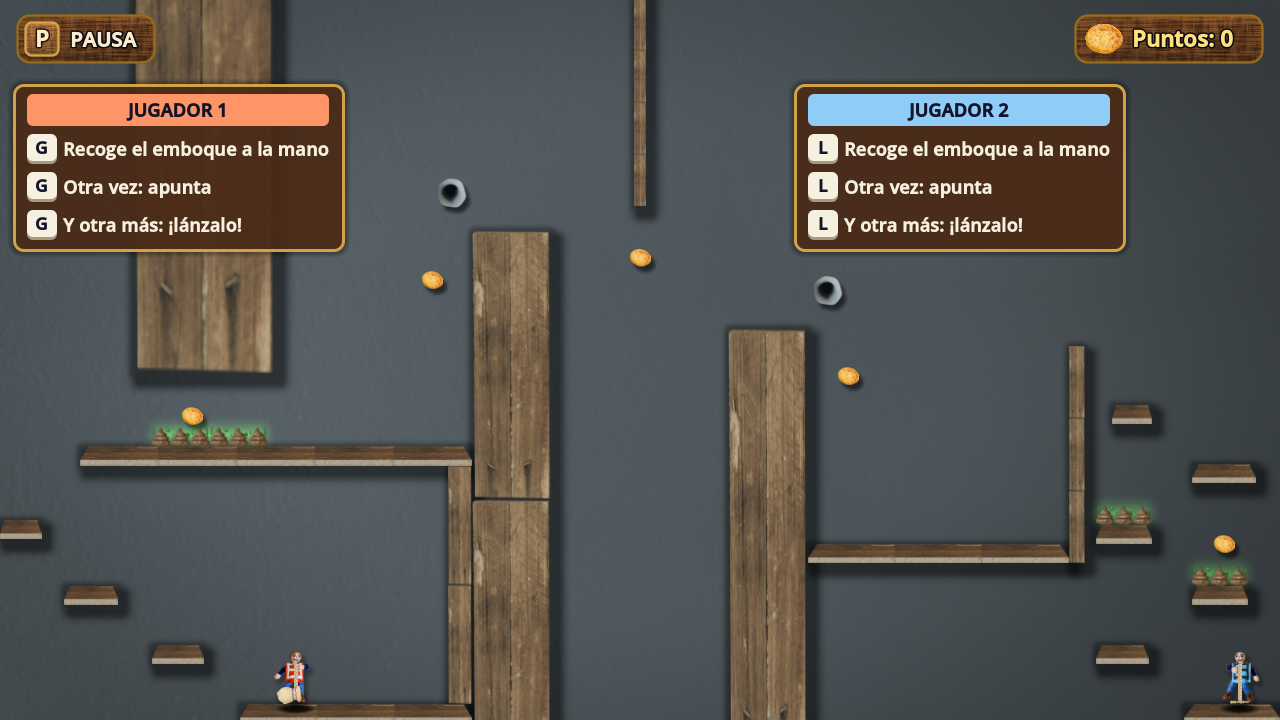 P PAUSA
Puntos: 0
JUGADOR 1
G Recoge el emboque a la mano
G Otra vez: apunta
G Y otra más: ¡lánzalo!
JUGADOR 2
L Recoge el emboque a la mano
L Otra vez: apunta
L Y otra más: ¡lánzalo!